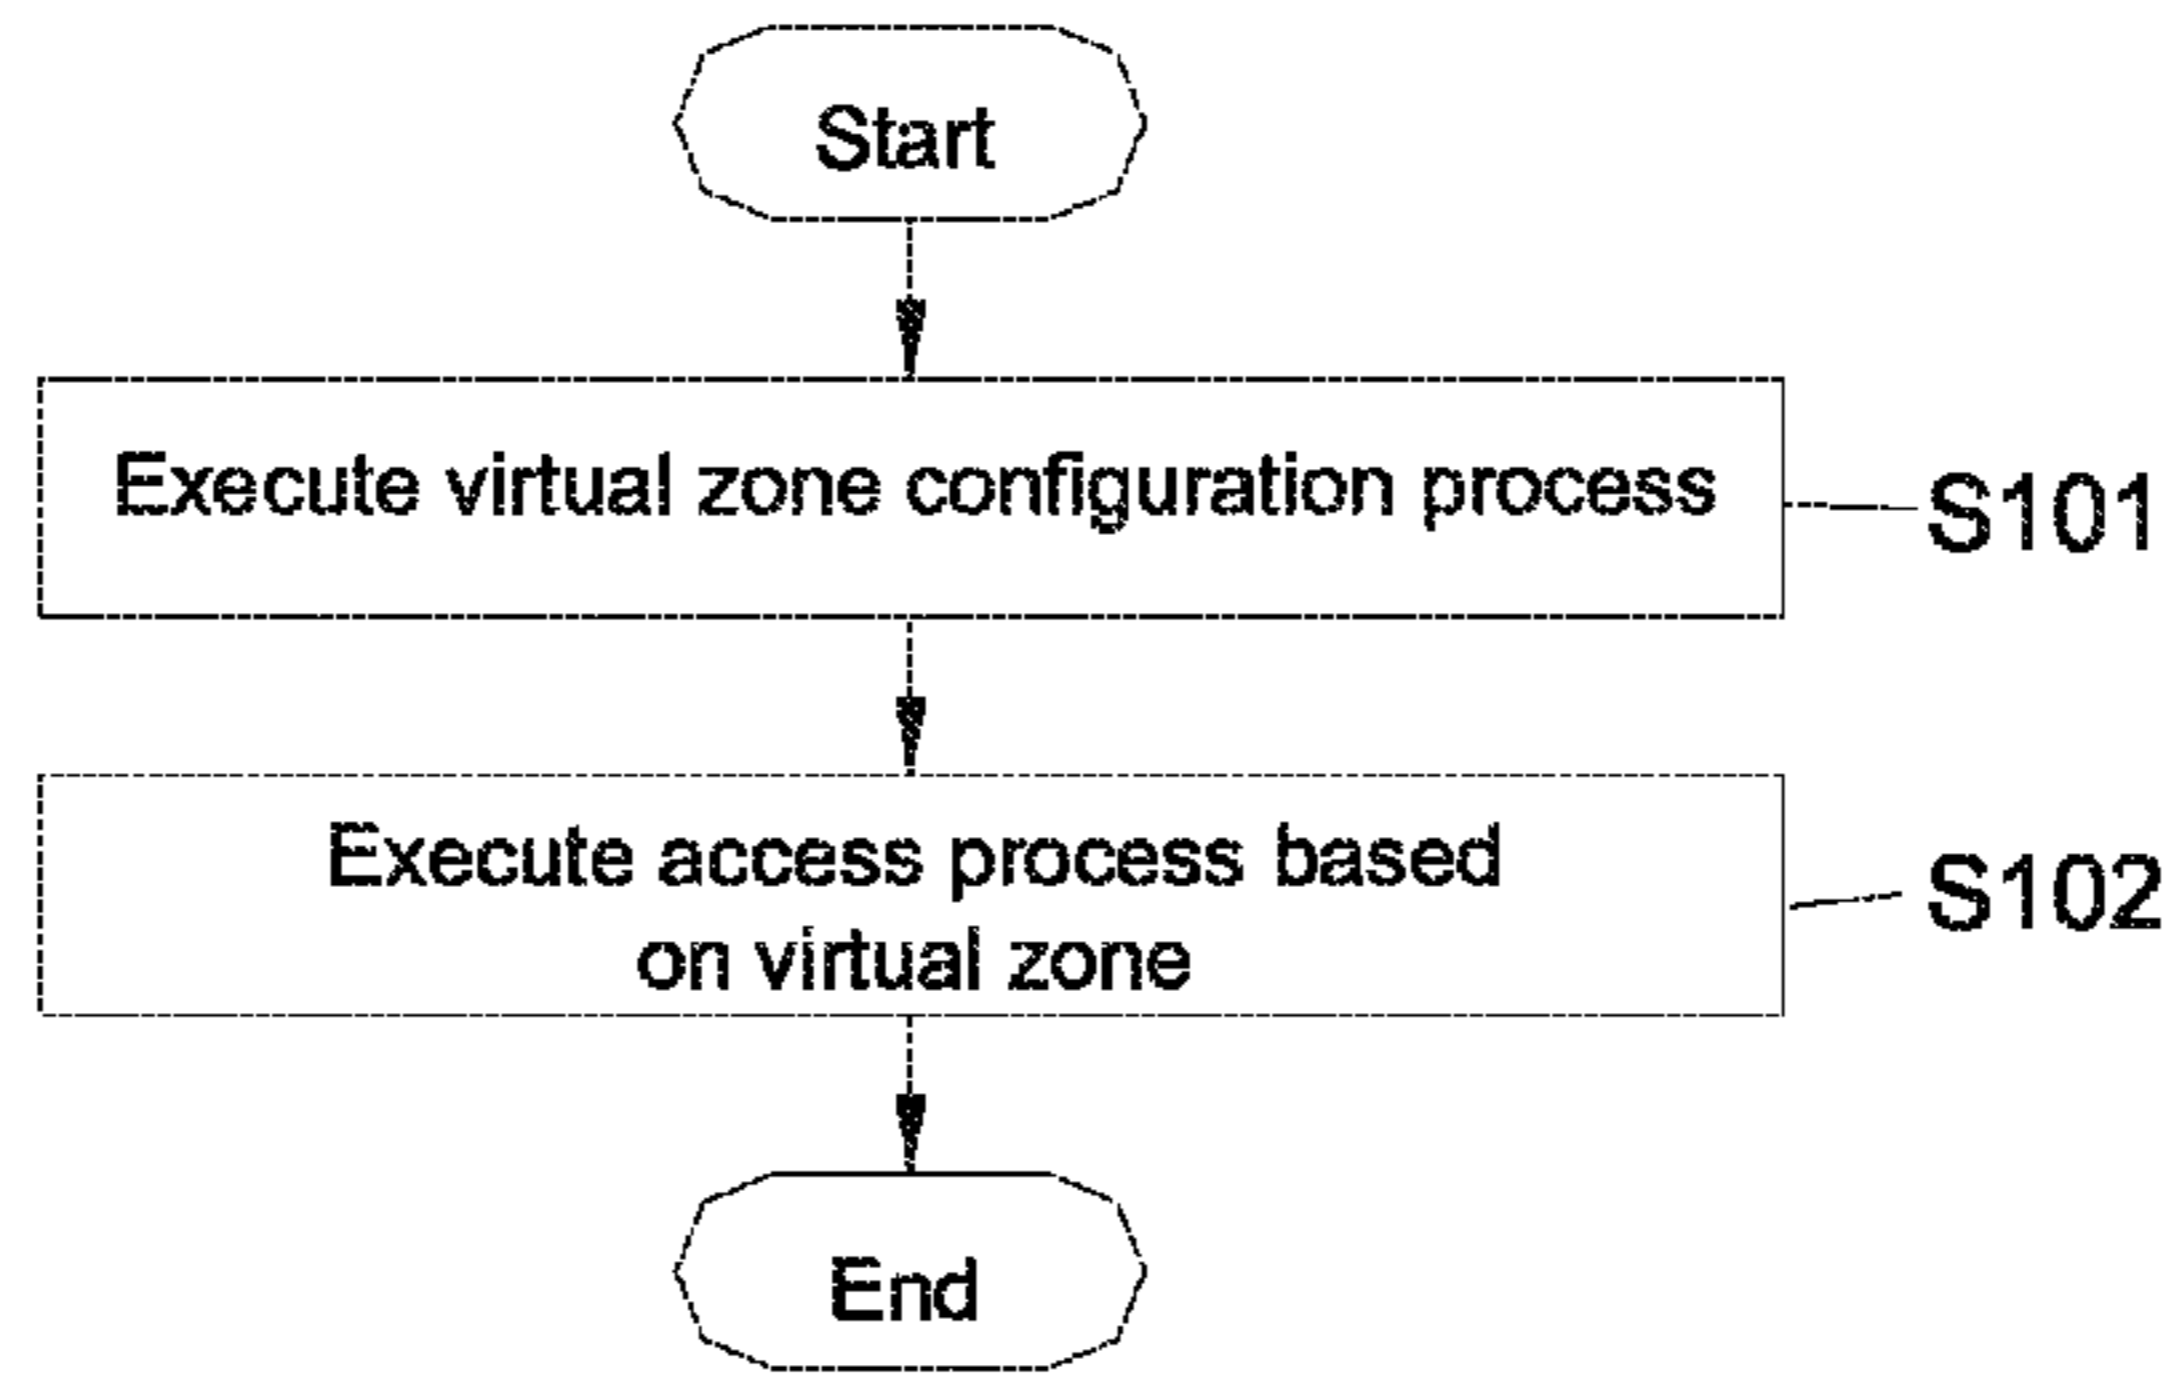 Start
Execute virtual zone configuration process
S101
Execute access process based
on virtual zone
S102
End